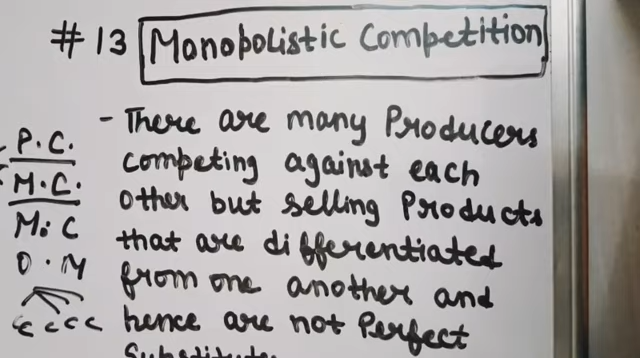 #13 Monopolistic Competition
- There are many Producers
competing against each
other but selling Products
that are differentiated
from one another and
hence are not Perfect
Substitute
P.C.
M.C.
M.C
O.M
c c c c